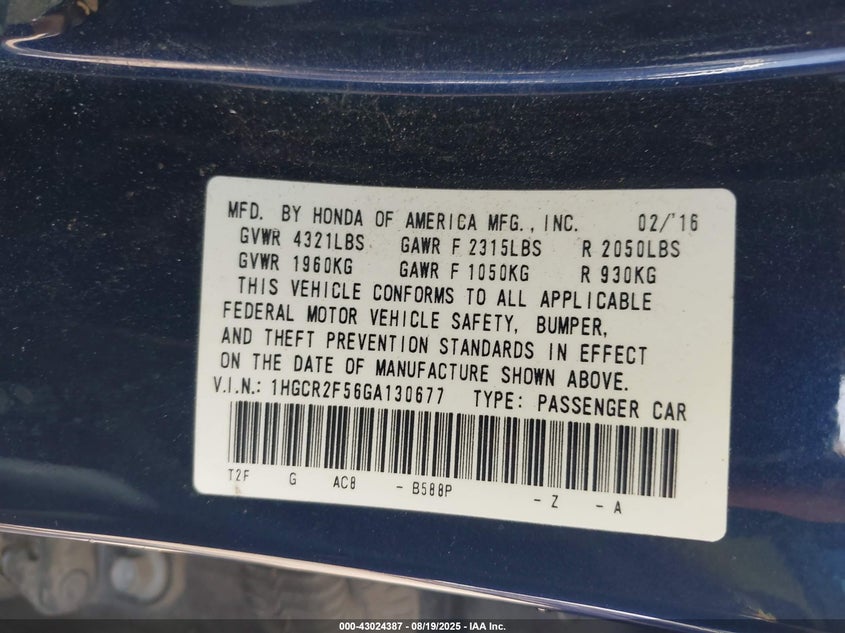 MFD. BY HONDA OF AMERICA MFG., INC. 02/'16
GVWR 4321LBS GAWR F 2315LBS R 2050LBS
GVWR 1960KG GAWR F 1050KG R 930KG
THIS VEHICLE CONFORMS TO ALL APPLICABLE
FEDERAL MOTOR VEHICLE SAFETY, BUMPER,
AND THEFT PREVENTION STANDARDS IN EFFECT
ON THE DATE OF MANUFACTURE SHOWN ABOVE.
V.I.N.: 1HGCR2F56GA130677 TYPE: PASSENGER CAR
T2F G AC8 - B588P - Z - A
000-43024387 - 08/19/2025 - IAA Inc.